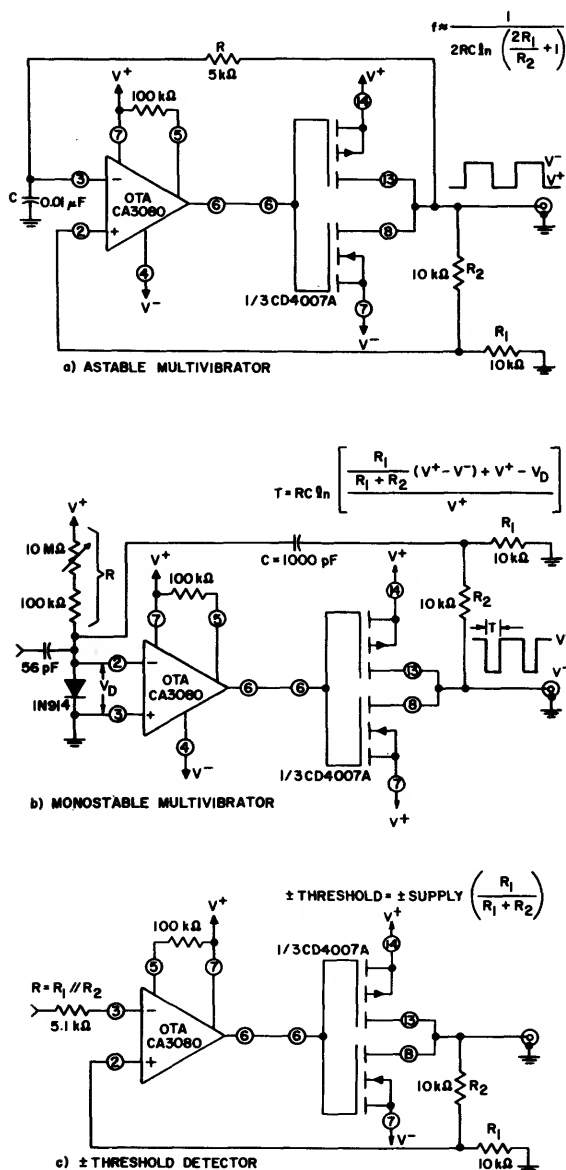 f ≈ 1 / 2RC ln (2R1/R2 + 1)
R
5kΩ
V+
100 kΩ
V+
14
7
5
C
0.01 µF
3
−
OTA
CA3080
2
+
6
6
13
8
V−
V+
10 kΩ
R2
4
V−
7
V−
1/3 CD4007A
R1
10kΩ
a) ASTABLE MULTIVIBRATOR
T = RC ln [ ( R1 / (R1 + R2) (V+ − V−) + V+ − VD ) / V+ ]
V+
10 MΩ
R
100 kΩ
C = 1000 pF
R1
10kΩ
V+
100 kΩ
7
5
V+
14
10kΩ
R2
T
V
V−
56 pF
2
−
VD
1N914
3
+
OTA
CA3080
6
6
13
8
4
V−
7
V+
1/3 CD4007A
b) MONOSTABLE MULTIVIBRATOR
± THRESHOLD = ± SUPPLY (R1 / (R1 + R2))
100 kΩ
V+
V+
14
1/3 CD4007A
5
7
R = R1 // R2
5.1 kΩ
3
−
OTA
CA3080
2
+
6
6
13
8
10kΩ
R2
7
V−
R1
10 kΩ
c) ± THRESHOLD DETECTOR